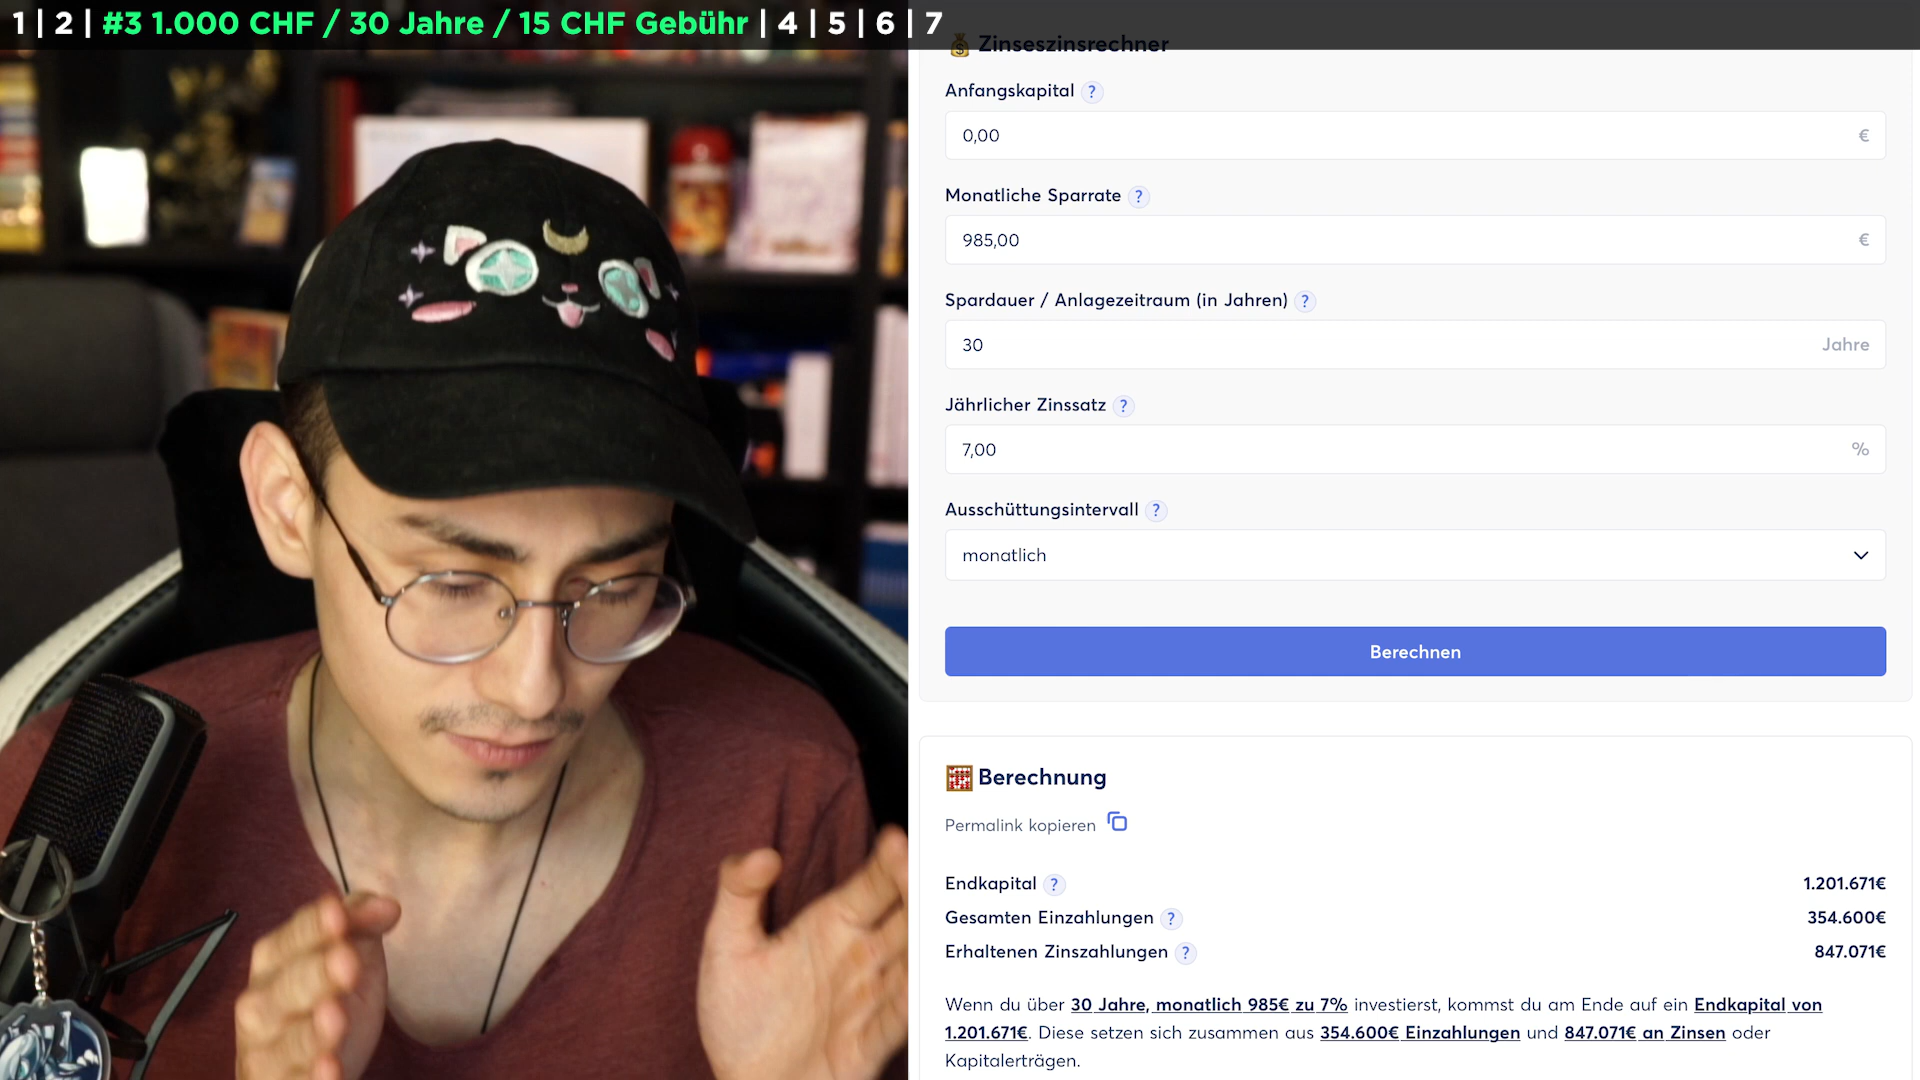 1 | 2 | #3 1.000 CHF / 30 Jahre / 15 CHF Gebühr | 4 | 5 | 6 | 7
Zinseszinsrechner
Anfangskapital ?
0,00 €
Monatliche Sparrate ?
985,00 €
Spardauer / Anlagezeitraum (in Jahren) ?
30 Jahre
Jährlicher Zinssatz ?
7,00 %
Ausschüttungsintervall ?
monatlich
Berechnen
Berechnung
Permalink kopieren
Endkapital ? 1.201.671€
Gesamten Einzahlungen ? 354.600€
Erhaltenen Zinszahlungen ? 847.071€
Wenn du über 30 Jahre, monatlich 985€ zu 7% investierst, kommst du am Ende auf ein Endkapital von
1.201.671€. Diese setzen sich zusammen aus 354.600€ Einzahlungen und 847.071€ an Zinsen oder
Kapitalerträgen.